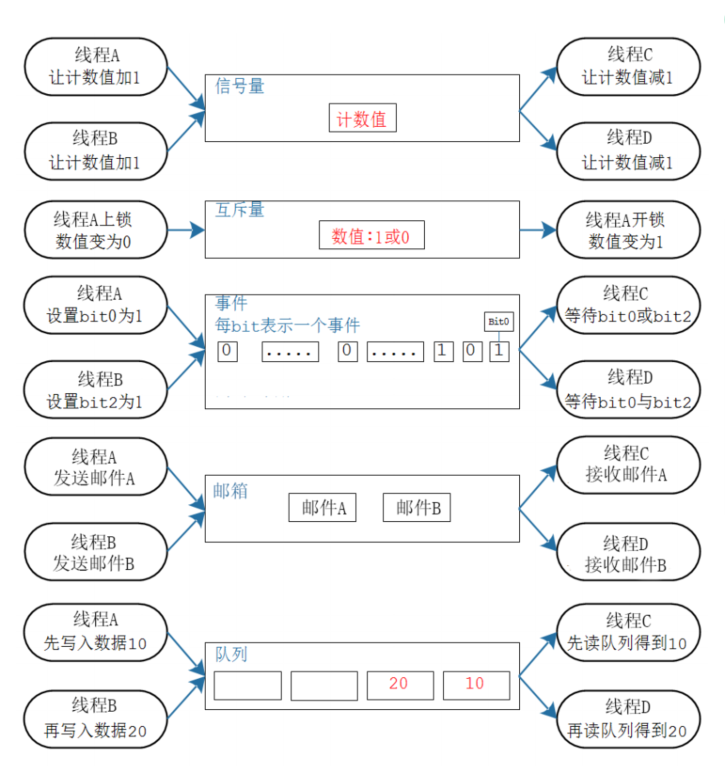 线程A
让计数值加1
线程B
让计数值加1
信号量
计数值
线程C
让计数值减1
线程D
让计数值减1
线程A上锁
数值变为0
互斥量
数值:1或0
线程A开锁
数值变为1
线程A
设置bit0为1
线程B
设置bit2为1
事件
每bit表示一个事件
Bit0
0 ..... 0 ..... 1 0 1
线程C
等待bit0或bit2
线程D
等待bit0与bit2
线程A
发送邮件A
线程B
发送邮件B
邮箱
邮件A 邮件B
线程C
接收邮件A
线程D
接收邮件B
线程A
先写入数据10
线程B
再写入数据20
队列
20 10
线程C
先读队列得到10
线程D
再读队列得到20